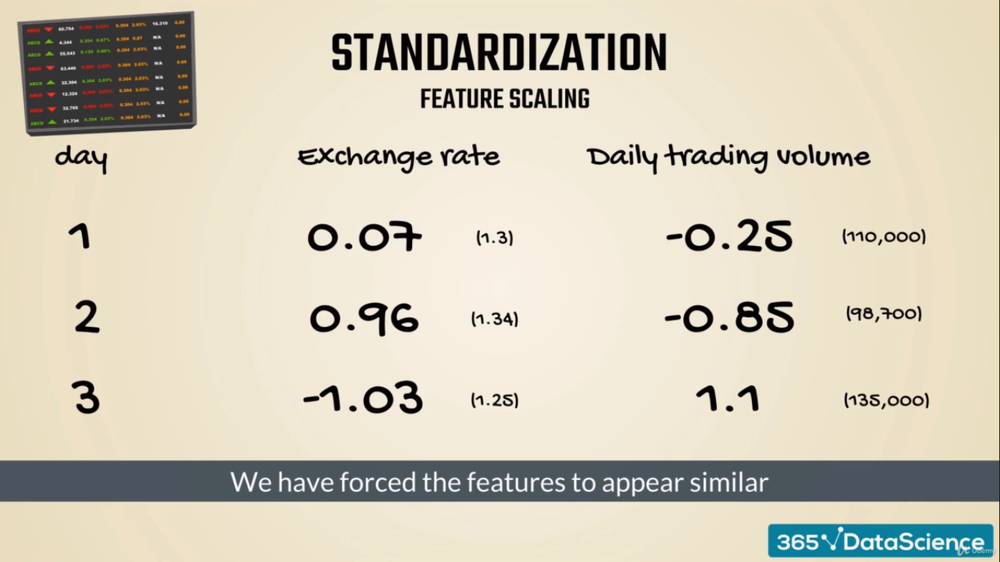 STANDARDIZATION
FEATURE SCALING
day Exchange rate Daily trading volume
1 0.07 (1.3) -0.25 (110,000)
2 0.96 (1.34) -0.85 (98,700)
3 -1.03 (1.25) 1.1 (135,000)
We have forced the features to appear similar
365 DataScience
Udemy